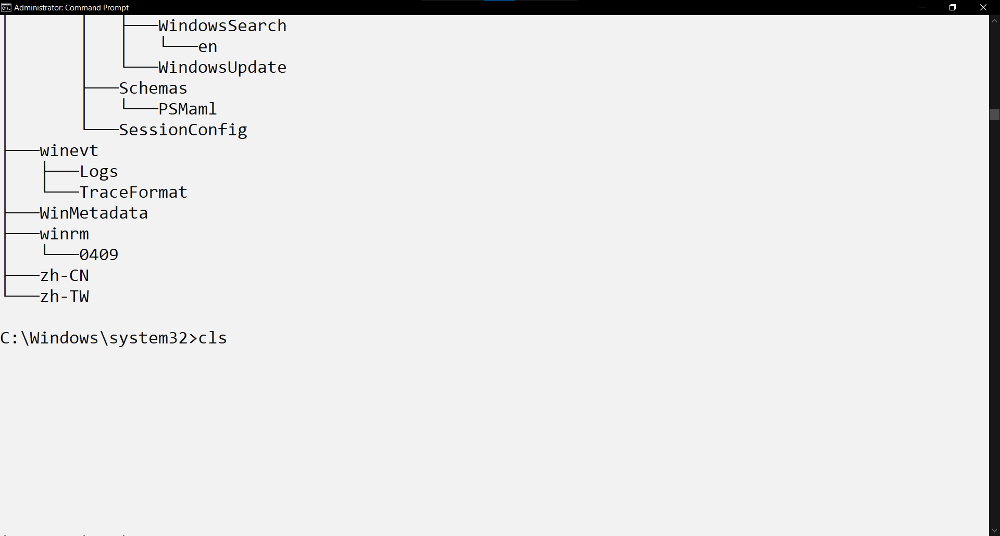 Administrator: Command Prompt
│       │   ├───WindowsSearch
│       │   │   └───en
│       │   └───WindowsUpdate
│       ├───Schemas
│       │   └───PSMaml
│       └───SessionConfig
├───winevt
│   ├───Logs
│   └───TraceFormat
├───WinMetadata
├───winrm
│   └───0409
├───zh-CN
└───zh-TW
C:\Windows\system32>cls